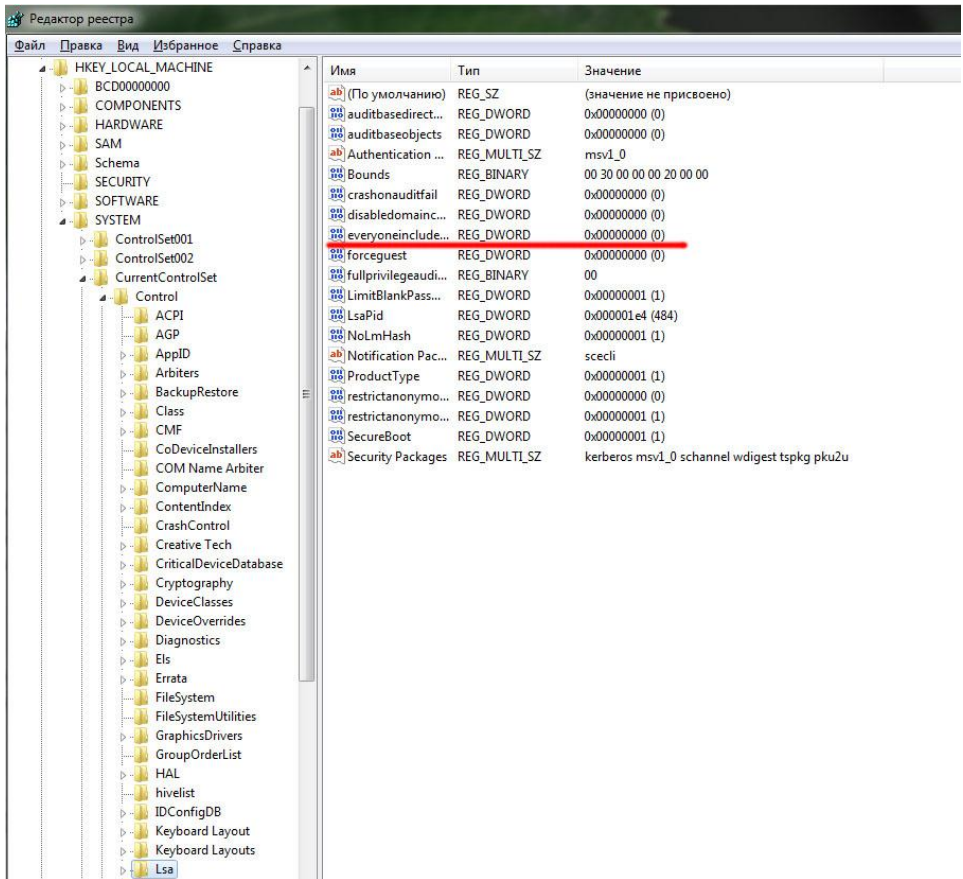 Редактор реестра
Файл Правка Вид Избранное Справка
HKEY_LOCAL_MACHINE
BCD00000000
COMPONENTS
HARDWARE
SAM
Schema
SECURITY
SOFTWARE
SYSTEM
ControlSet001
ControlSet002
CurrentControlSet
Control
ACPI
AGP
AppID
Arbiters
BackupRestore
Class
CMF
CoDeviceInstallers
COM Name Arbiter
ComputerName
ContentIndex
CrashControl
Creative Tech
CriticalDeviceDatabase
Cryptography
DeviceClasses
DeviceOverrides
Diagnostics
Els
Errata
FileSystem
FileSystemUtilities
GraphicsDrivers
GroupOrderList
HAL
hivelist
IDConfigDB
Keyboard Layout
Keyboard Layouts
Lsa
Имя Тип Значение
(По умолчанию) REG_SZ (значение не присвоено)
auditbasedirect... REG_DWORD 0x00000000 (0)
auditbaseobjects REG_DWORD 0x00000000 (0)
Authentication ... REG_MULTI_SZ msv1_0
Bounds REG_BINARY 00 30 00 00 00 20 00 00
crashonauditfail REG_DWORD 0x00000000 (0)
disabledomainc... REG_DWORD 0x00000000 (0)
everyoneinclude... REG_DWORD 0x00000000 (0)
forceguest REG_DWORD 0x00000000 (0)
fullprivilegeaudi... REG_BINARY 00
LimitBlankPass... REG_DWORD 0x00000001 (1)
LsaPid REG_DWORD 0x000001e4 (484)
NoLmHash REG_DWORD 0x00000001 (1)
Notification Pac... REG_MULTI_SZ scecli
ProductType REG_DWORD 0x00000001 (1)
restrictanonymo... REG_DWORD 0x00000000 (0)
restrictanonymo... REG_DWORD 0x00000001 (1)
SecureBoot REG_DWORD 0x00000001 (1)
Security Packages REG_MULTI_SZ kerberos msv1_0 schannel wdigest tspkg pku2u